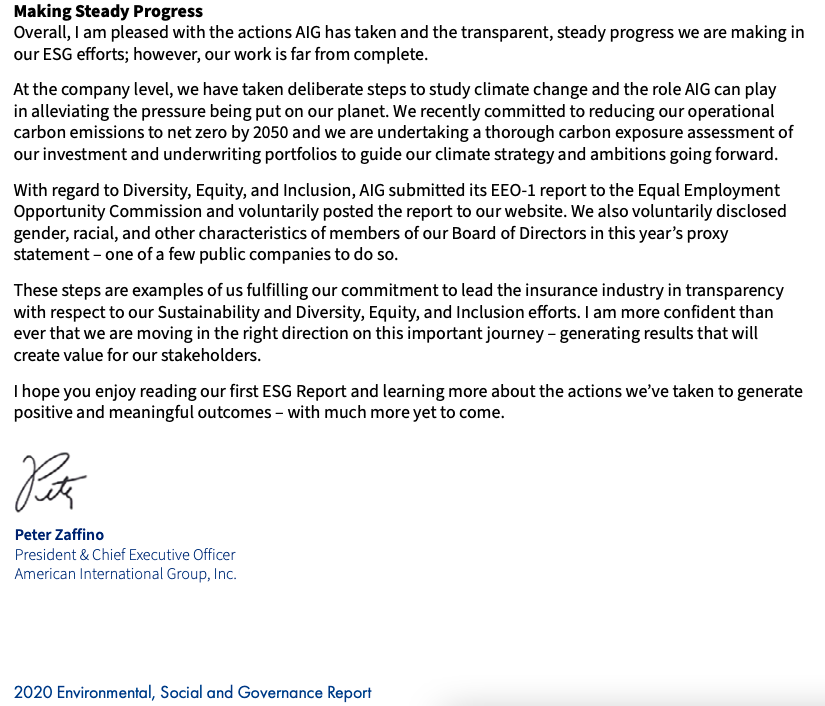 Making Steady Progress
Overall, I am pleased with the actions AIG has taken and the transparent, steady progress we are making in
our ESG efforts; however, our work is far from complete.
At the company level, we have taken deliberate steps to study climate change and the role AIG can play
in alleviating the pressure being put on our planet. We recently committed to reducing our operational
carbon emissions to net zero by 2050 and we are undertaking a thorough carbon exposure assessment of
our investment and underwriting portfolios to guide our climate strategy and ambitions going forward.
With regard to Diversity, Equity, and Inclusion, AIG submitted its EEO-1 report to the Equal Employment
Opportunity Commission and voluntarily posted the report to our website. We also voluntarily disclosed
gender, racial, and other characteristics of members of our Board of Directors in this year’s proxy
statement – one of a few public companies to do so.
These steps are examples of us fulfilling our commitment to lead the insurance industry in transparency
with respect to our Sustainability and Diversity, Equity, and Inclusion efforts. I am more confident than
ever that we are moving in the right direction on this important journey – generating results that will
create value for our stakeholders.
I hope you enjoy reading our first ESG Report and learning more about the actions we’ve taken to generate
positive and meaningful outcomes – with much more yet to come.
Peter
Peter Zaffino
President & Chief Executive Officer
American International Group, Inc.
2020 Environmental, Social and Governance Report